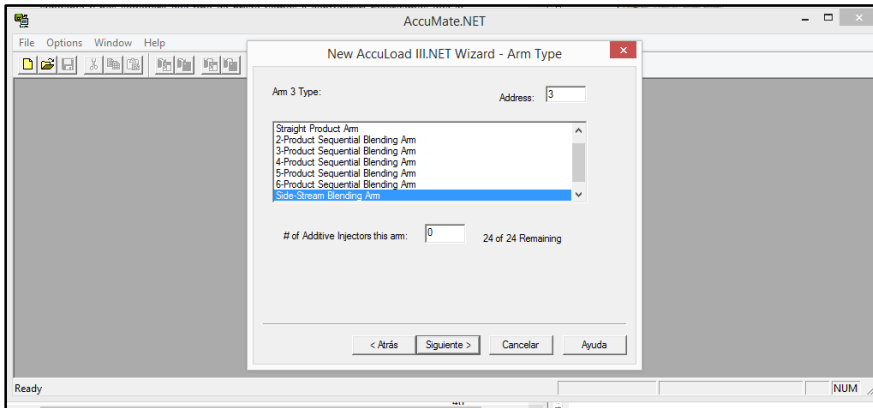 AccuMate.NET
File Options Window Help
New AccuLoad III.NET Wizard - Arm Type
Arm 3 Type:
Address: 3
Straight Product Arm
2-Product Sequential Blending Arm
3-Product Sequential Blending Arm
4-Product Sequential Blending Arm
5-Product Sequential Blending Arm
6-Product Sequential Blending Arm
Side-Stream Blending Arm
# of Additive Injectors this arm: 0 24 of 24 Remaining
< Atrás Siguiente > Cancelar Ayuda
Ready NUM